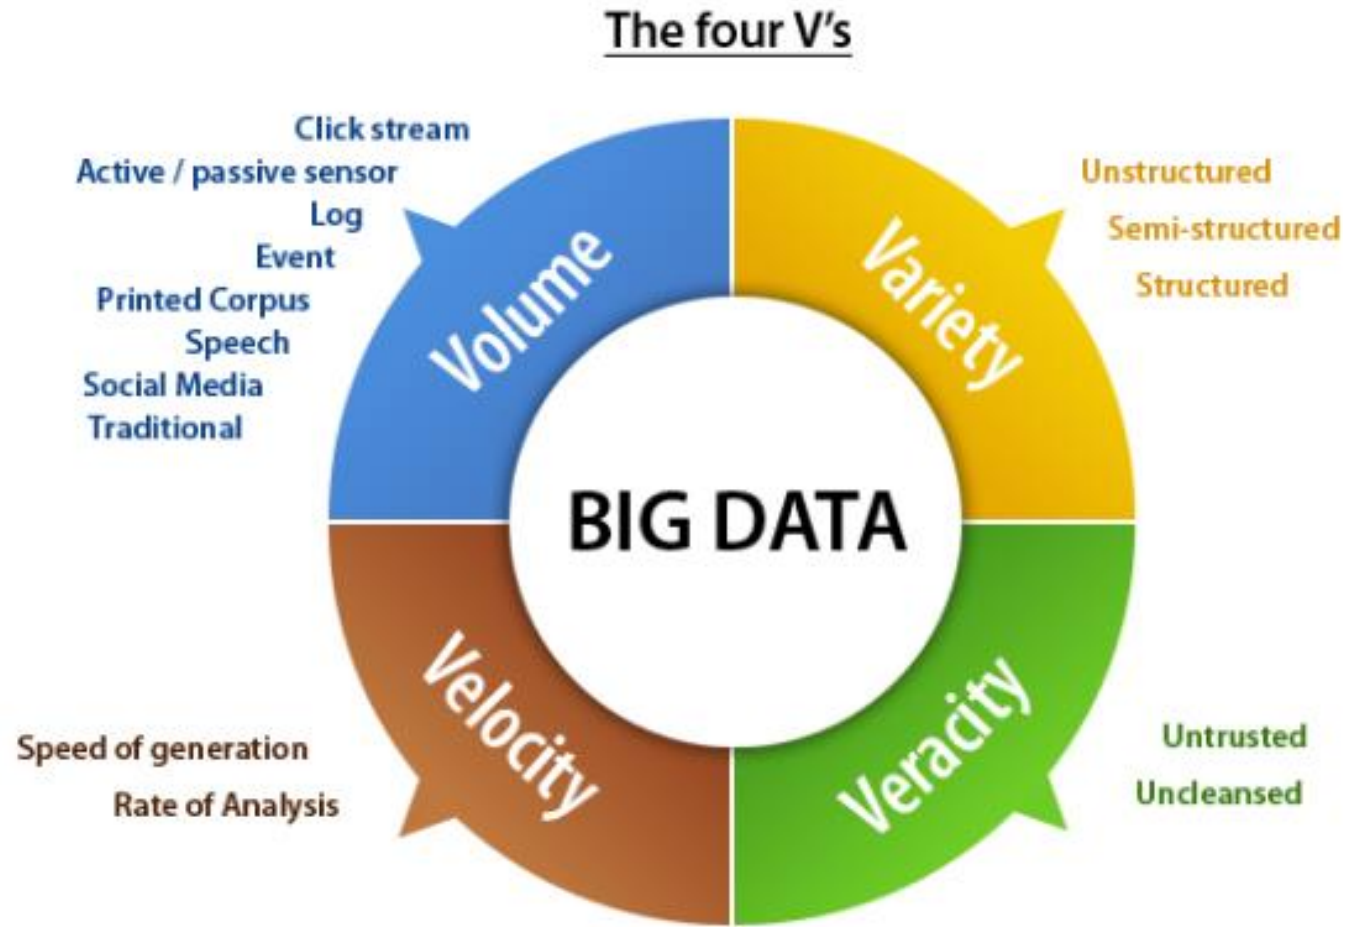 The four V's
Click stream
Active / passive sensor
Log
Event
Printed Corpus
Speech
Social Media
Traditional
Volume
Variety
Unstructured
Semi-structured
Structured
BIG DATA
Velocity
Speed of generation
Rate of Analysis
Veracity
Untrusted
Uncleansed